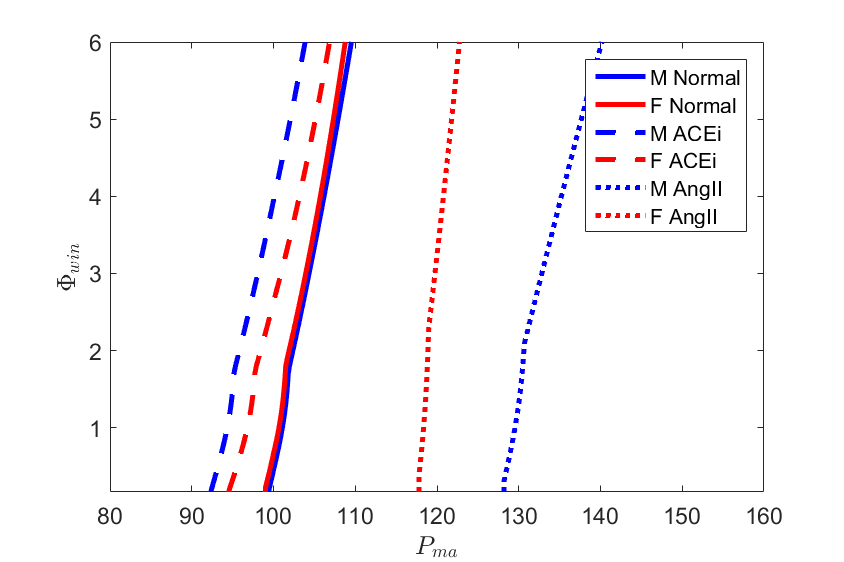 6
5
4
3
2
1
Φwin
80 90 100 110 120 130 140 150 160
Pma
M Normal
F Normal
M ACEi
F ACEi
M AngII
F AngII